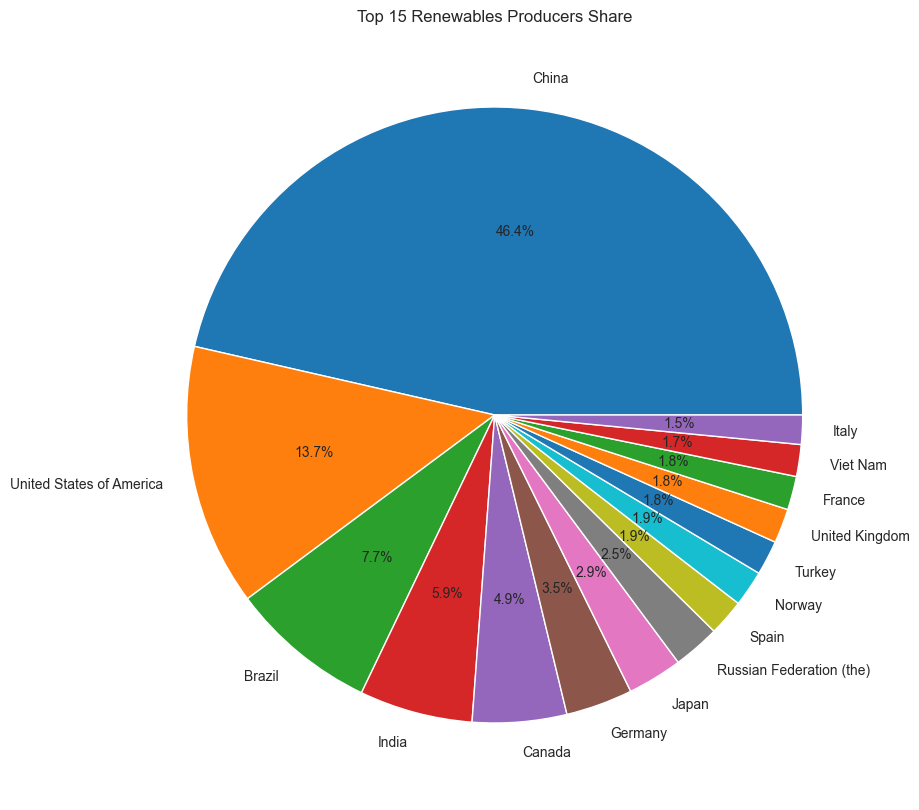 Top 15 Renewables Producers Share
China
46.4%
United States of America
13.7%
Brazil
7.7%
India
5.9%
Canada
4.9%
Germany
3.5%
Japan
2.9%
Russian Federation (the)
2.5%
Spain
1.9%
Norway
1.9%
Turkey
1.8%
United Kingdom
1.8%
France
1.8%
Viet Nam
1.7%
Italy
1.5%